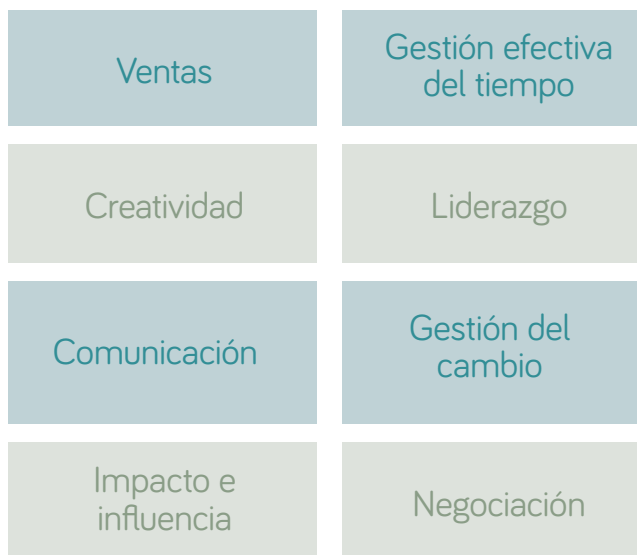 Ventas
Gestión efectiva
del tiempo
Creatividad
Liderazgo
Comunicación
Gestión del
cambio
Impacto e
influencia
Negociación